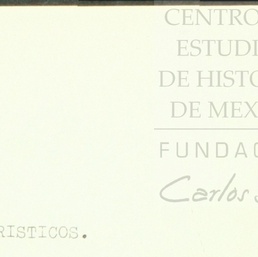 CENTRO
ESTUDI
DE HISTO
DE MEX
FUNDAC
Carlos
RISTICOS.